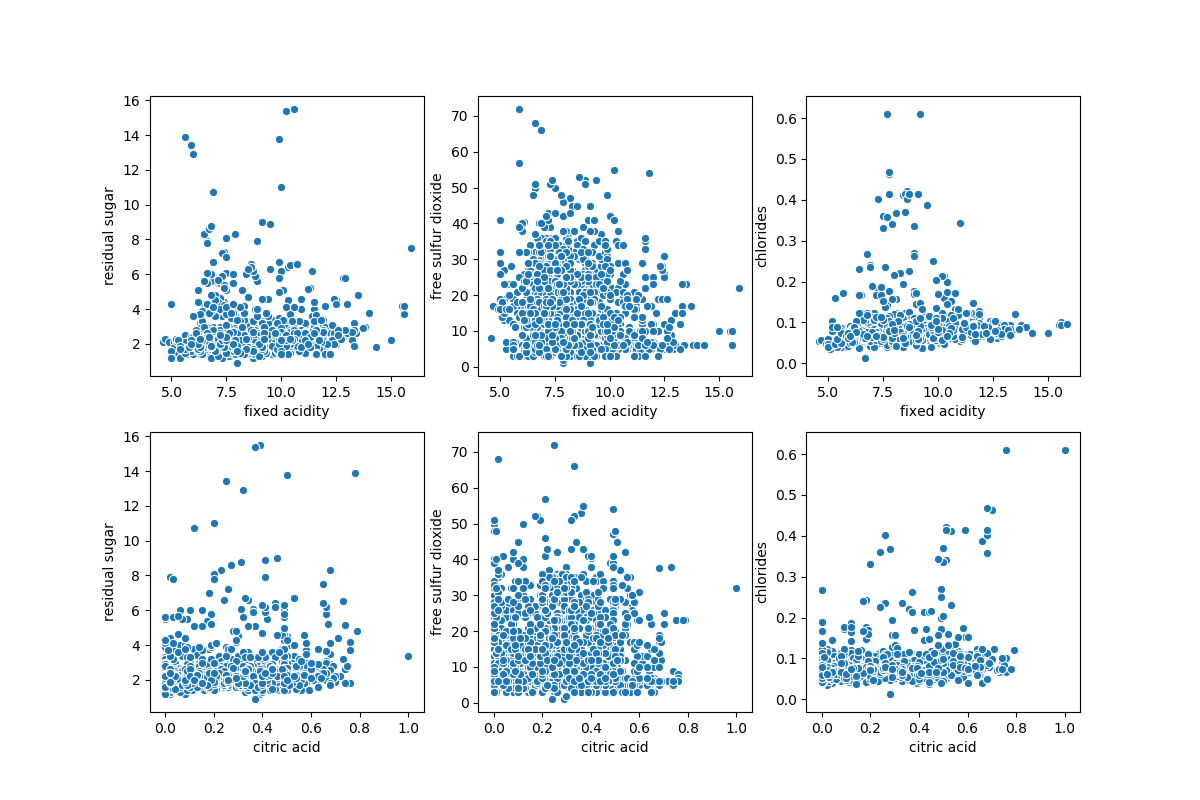 16
14
12
10
8
6
4
2
residual sugar
5.0 7.5 10.0 12.5 15.0
fixed acidity
70
60
50
40
30
20
10
0
free sulfur dioxide
5.0 7.5 10.0 12.5 15.0
fixed acidity
0.6
0.5
0.4
0.3
0.2
0.1
0.0
chlorides
5.0 7.5 10.0 12.5 15.0
fixed acidity
16
14
12
10
8
6
4
2
residual sugar
0.0 0.2 0.4 0.6 0.8 1.0
citric acid
70
60
50
40
30
20
10
0
free sulfur dioxide
0.0 0.2 0.4 0.6 0.8 1.0
citric acid
0.6
0.5
0.4
0.3
0.2
0.1
0.0
chlorides
0.0 0.2 0.4 0.6 0.8 1.0
citric acid